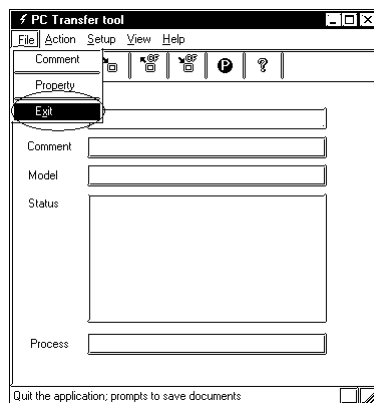 PC Transfer tool
File Action Setup View Help
Comment
Property
Exit
Comment
Model
Status
Process
Quit the application; prompts to save documents